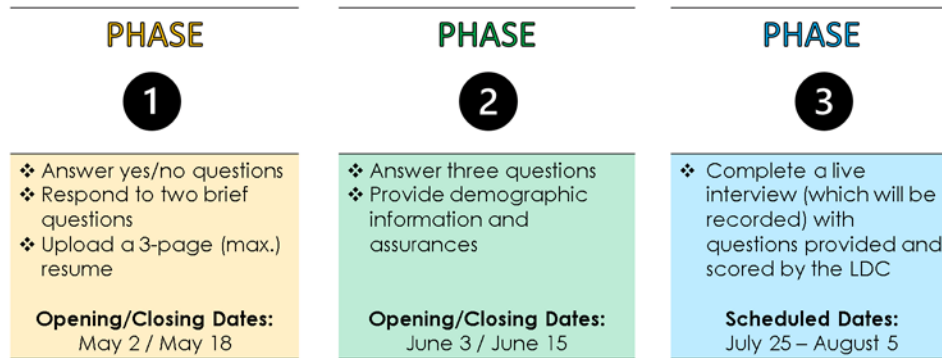 PHASE
1
❖ Answer yes/no questions
❖ Respond to two brief
questions
❖ Upload a 3-page (max.)
resume
Opening/Closing Dates:
May 2 / May 18
PHASE
2
❖ Answer three questions
❖ Provide demographic
information and
assurances
Opening/Closing Dates:
June 3 / June 15
PHASE
3
❖ Complete a live
interview (which will be
recorded) with
questions provided and
scored by the LDC
Scheduled Dates:
July 25 – August 5